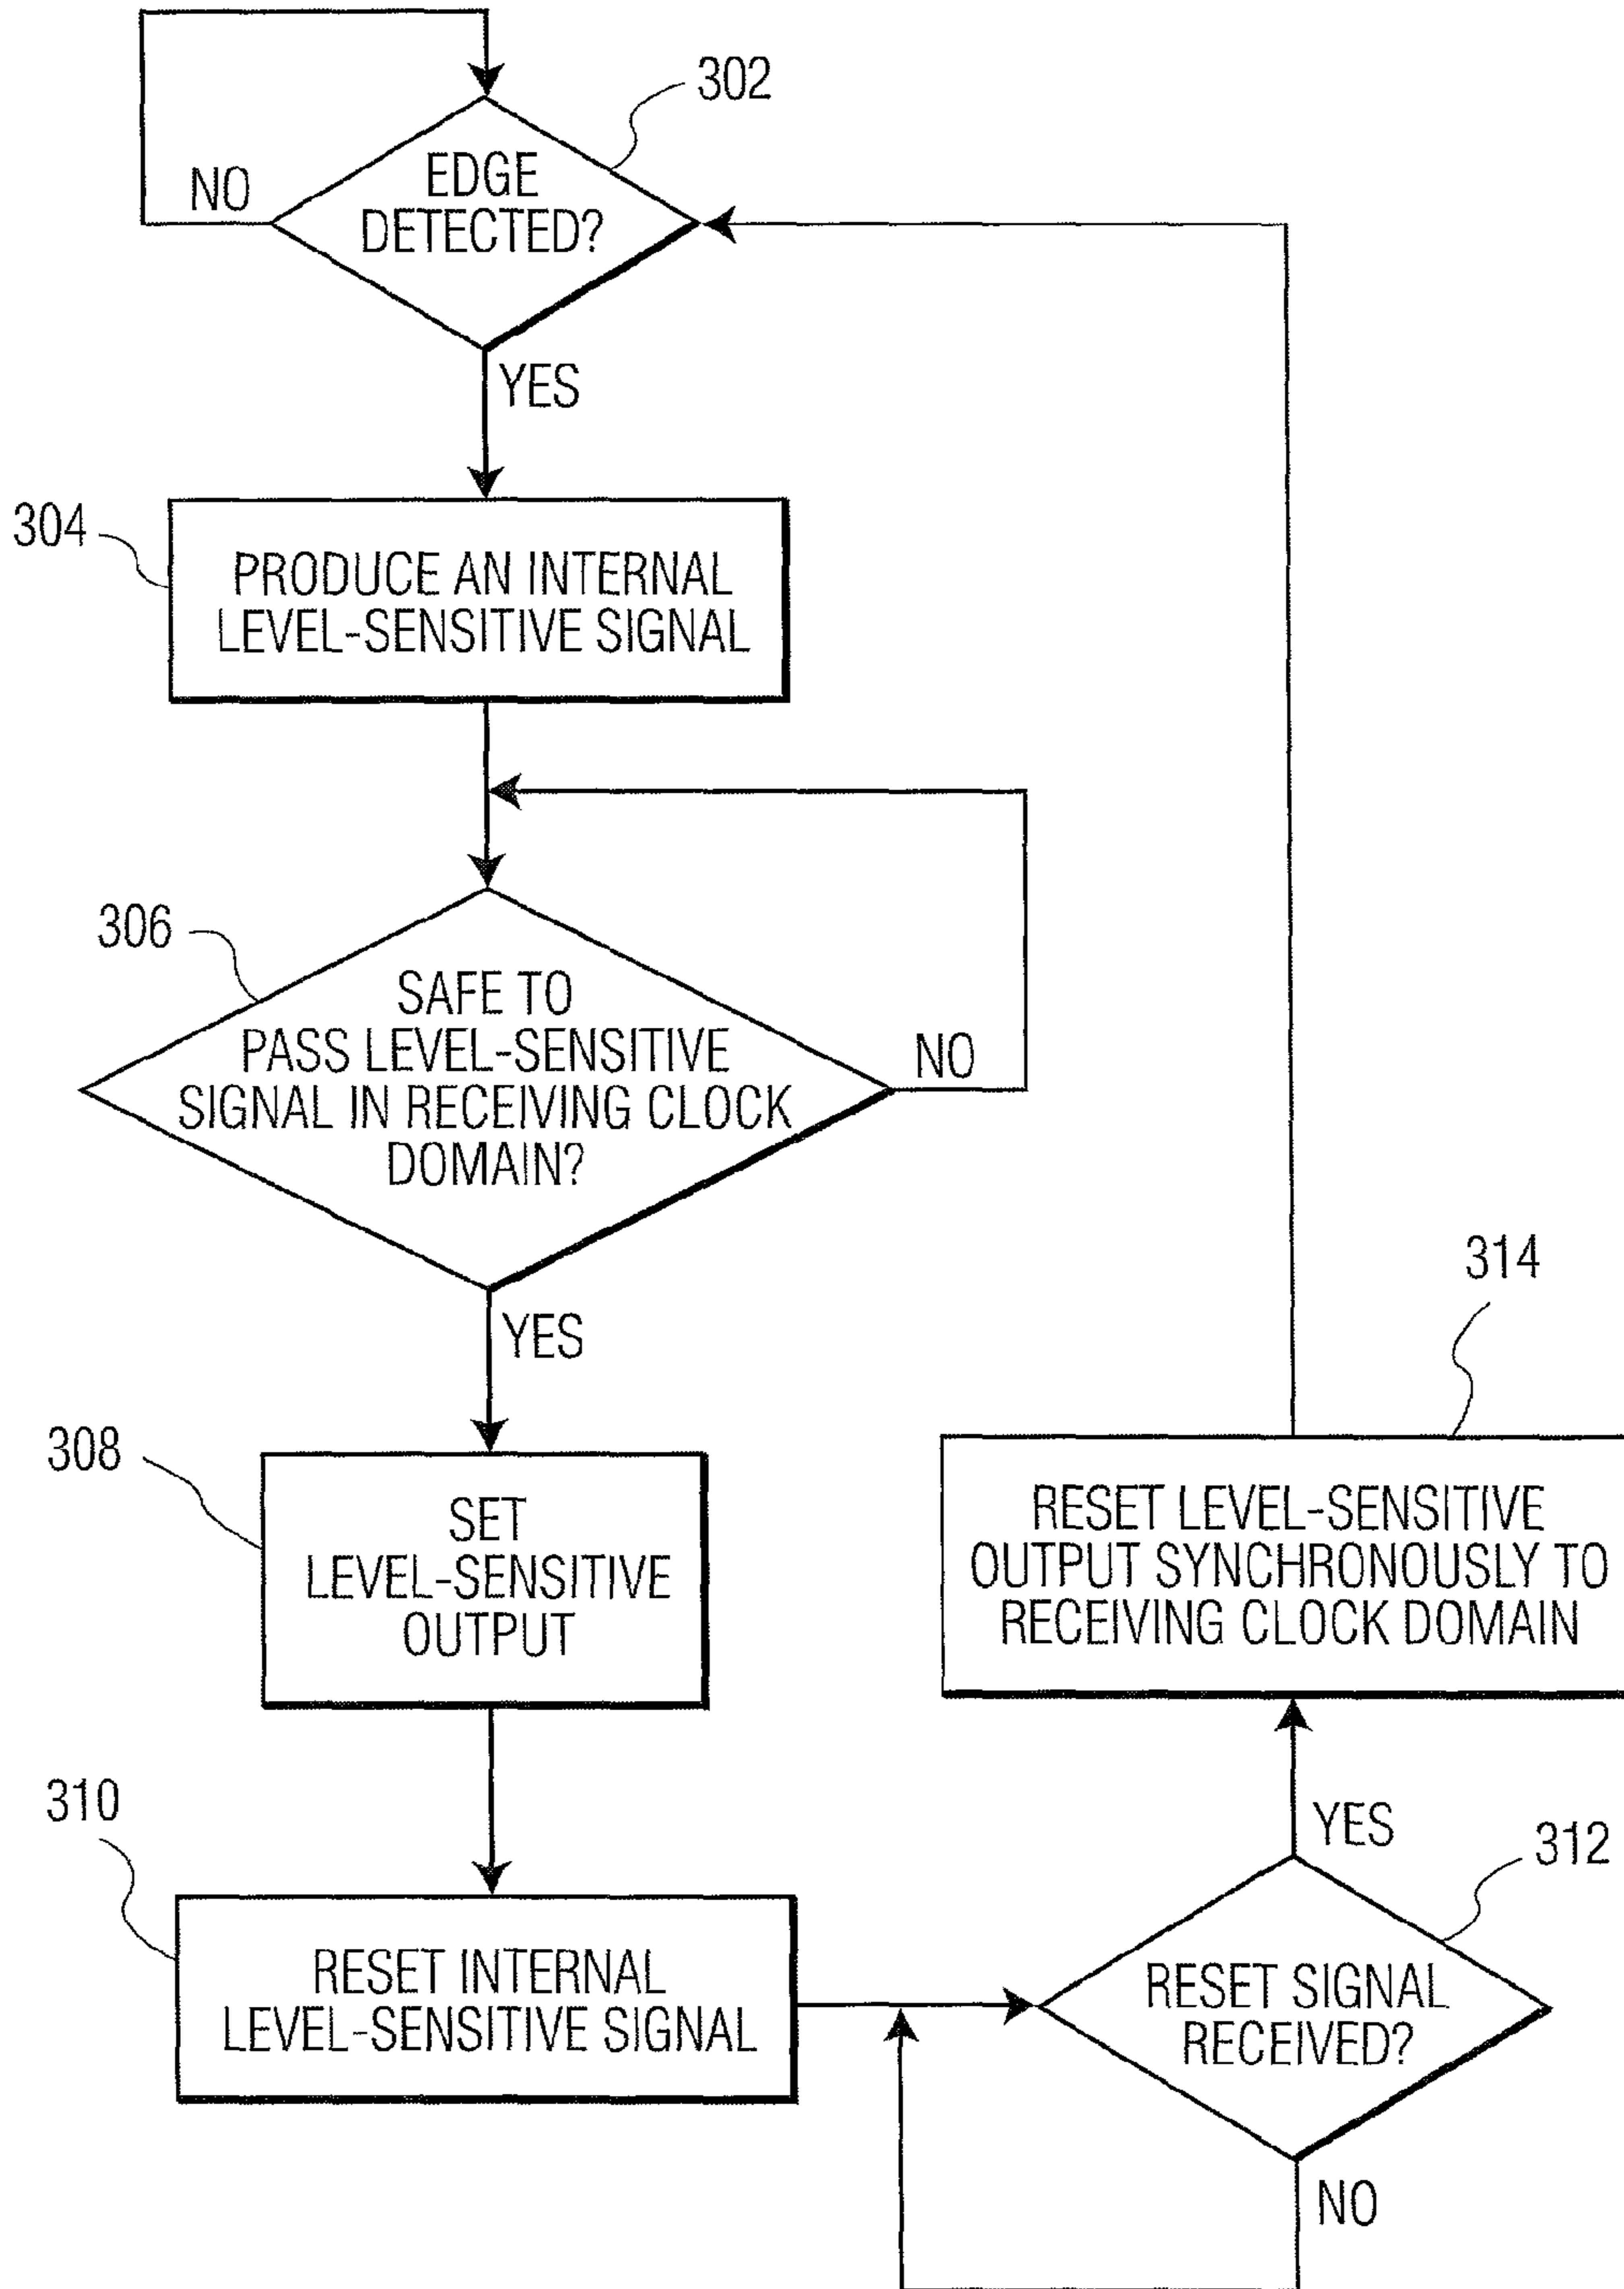 302
EDGE
DETECTED?
NO
YES
304
PRODUCE AN INTERNAL
LEVEL-SENSITIVE SIGNAL
306
SAFE TO
PASS LEVEL-SENSITIVE
SIGNAL IN RECEIVING CLOCK
DOMAIN?
NO
YES
308
SET
LEVEL-SENSITIVE
OUTPUT
310
RESET INTERNAL
LEVEL-SENSITIVE SIGNAL
312
RESET SIGNAL
RECEIVED?
NO
YES
314
RESET LEVEL-SENSITIVE
OUTPUT SYNCHRONOUSLY TO
RECEIVING CLOCK DOMAIN